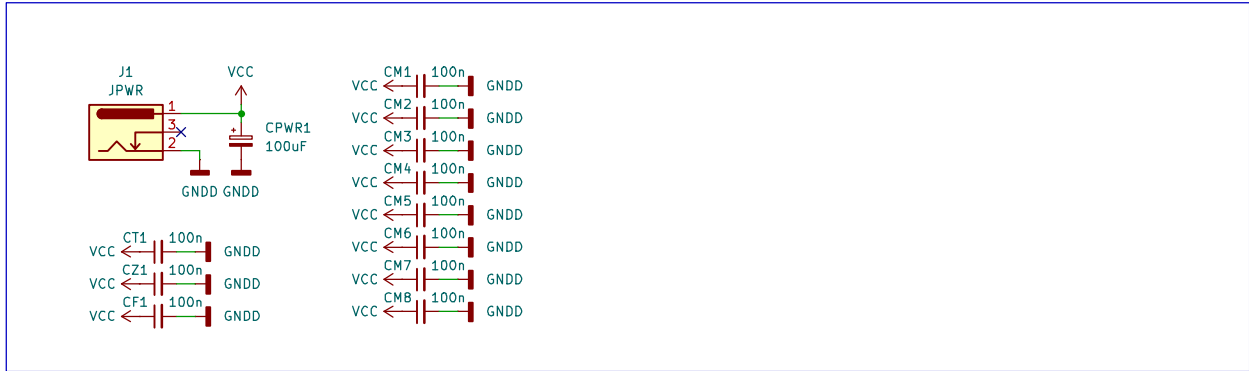 J1
JPWR
1
3
2
VCC
CPWR1
100uF
GNDD GNDD
CM1 100n
VCC GNDD
CM2 100n
VCC GNDD
CM3 100n
VCC GNDD
CM4 100n
VCC GNDD
CM5 100n
VCC GNDD
CM6 100n
VCC GNDD
CM7 100n
VCC GNDD
CM8 100n
VCC GNDD
CT1 100n
VCC GNDD
CZ1 100n
VCC GNDD
CF1 100n
VCC GNDD